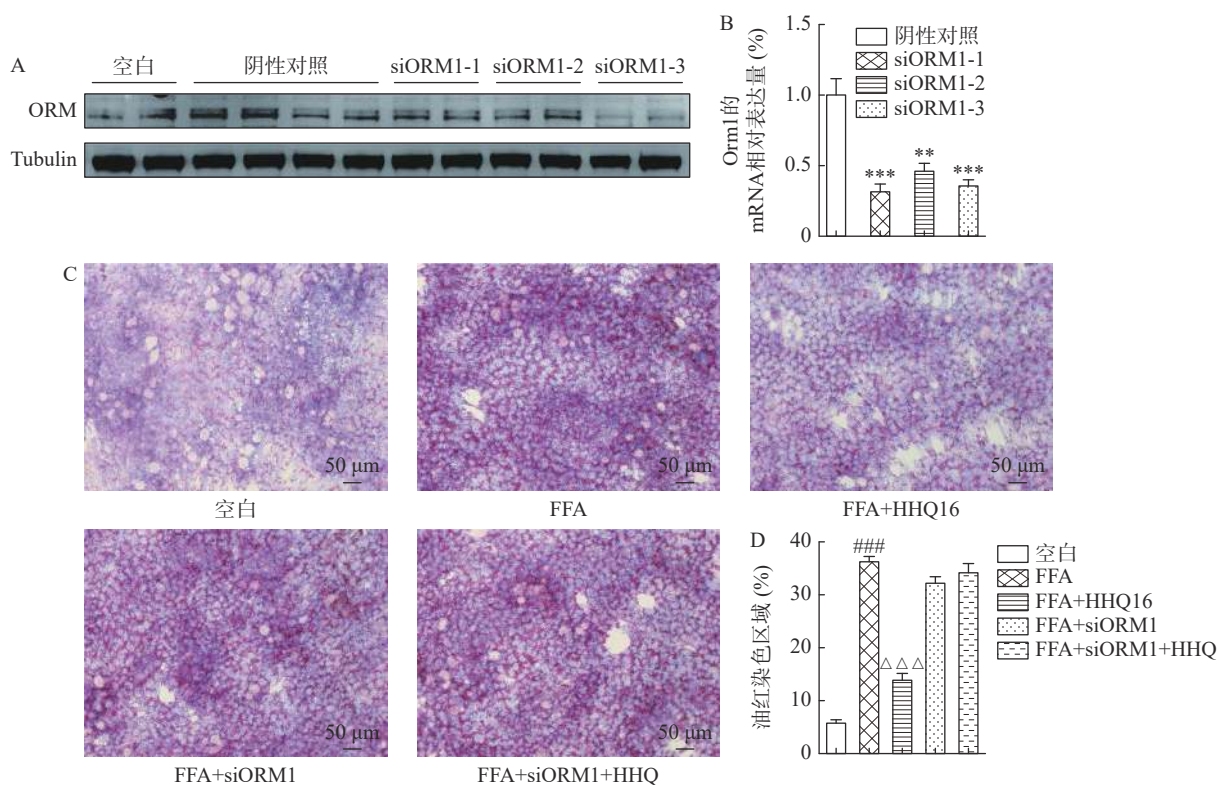 A
空白 阴性对照 siORM1-1 siORM1-2 siORM1-3
ORM
Tubulin
B
Orm1的
mRNA相对表达量 (%)
1.5
1.0
0.5
0
阴性对照
siORM1-1
siORM1-2
siORM1-3
*** ** ***
C
50 μm 50 μm 50 μm
空白 FFA FFA+HHQ16
50 μm 50 μm
FFA+siORM1 FFA+siORM1+HHQ
D
油红染色区域 (%)
40
30
20
10
0
###
△△△
空白
FFA
FFA+HHQ16
FFA+siORM1
FFA+siORM1+HHQ